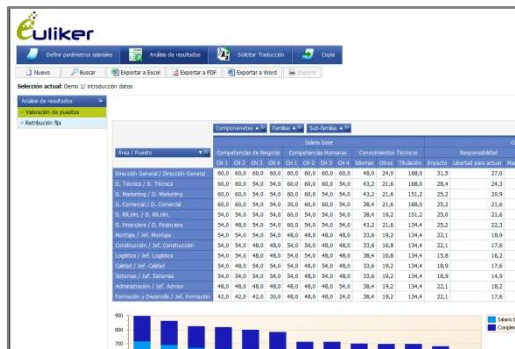 euliker
Definir parámetros salariales Análisis de resultados Solicitar Traducción Copia
Nuevo Buscar Exportar a Excel Exportar a PDF Exportar a Word Imprimir
Selección actual: Demo 1/ introducción datos
Análisis de resultados
Valoración de puestos
Retribución fija
Componenetes Familias Sub-familias
Salario base
Competencias de Negocio Competencias Humanas Conocimientos Técnicos Responsabilidad
Área / Puesto CN 1 CN 2 CN 3 CN 4 CH 1 CH 2 CH 3 CH 4 Idiomas Otros Titulación Impacto Libertad para actuar
Dirección General / Dirección General 60,0 60,0 60,0 60,0 60,0 60,0 60,0 60,0 48,0 24,0 168,0 31,5 27,0
D. Técnica / D. Técnica 60,0 60,0 54,0 54,0 60,0 60,0 54,0 54,0 43,2 21,6 168,0 28,4 24,3
D. Marketing / D. Marketing 60,0 60,0 54,0 54,0 60,0 60,0 54,0 54,0 43,2 21,6 151,2 25,2 20,9
D. Comercial / D. Comercial 60,0 60,0 54,0 54,0 30,0 60,0 60,0 54,0 38,4 21,6 168,0 25,2 21,6
D. RR.HH. / D. RR.HH. 60,0 54,0 54,0 54,0 60,0 54,0 54,0 54,0 38,4 19,2 151,2 25,0 21,6
D. Financiero / D. Financiera 54,0 60,0 54,0 54,0 54,0 60,0 60,0 54,0 43,2 21,6 134,4 25,2 22,3
Montaje / Jef. Montaje 54,0 54,0 54,0 54,0 48,0 48,0 48,0 48,0 33,6 19,2 134,4 22,1 18,9
Construcción / Jef. Construcción 54,0 54,0 48,0 48,0 54,0 54,0 48,0 48,0 33,6 16,8 134,4 22,1 17,6
Logística / Jef. Logística 54,0 54,0 48,0 48,0 54,0 54,0 54,0 54,0 38,4 16,8 134,4 15,8 16,2
Calidad / Jef. Calidad 54,0 54,0 54,0 54,0 54,0 48,0 54,0 48,0 33,6 19,2 134,4 18,9 17,6
Sistemas / Jef. Sistemas 54,0 54,0 54,0 54,0 54,0 48,0 54,0 48,0 33,6 19,2 134,4 18,9 14,9
Administración / Jef. Admon 48,0 48,0 48,0 48,0 54,0 54,0 48,0 48,0 38,4 19,2 134,4 22,1 18,2
Formación y Desarrollo / Jef. Formación 42,0 42,0 42,0 30,0 48,0 48,0 48,0 24,0 38,4 19,2 134,4 22,1 17,6
900
800
700